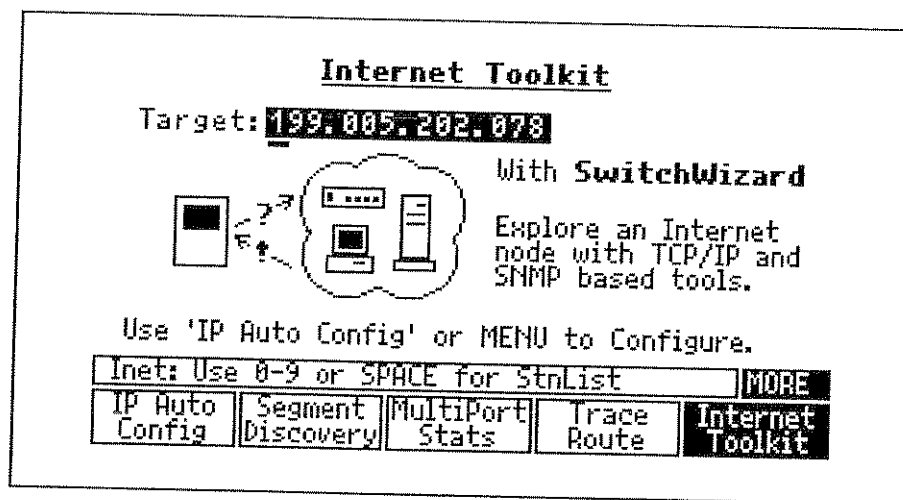 Internet Toolkit
Target: 199.005.202.078
With SwitchWizard
? ?
Explore an Internet
node with TCP/IP and
SNMP based tools.
Use 'IP Auto Config' or MENU to Configure.
Inet: Use 0-9 or SPACE for StnList MORE
IP Auto Config
Segment Discovery
MultiPort Stats
Trace Route
Internet Toolkit